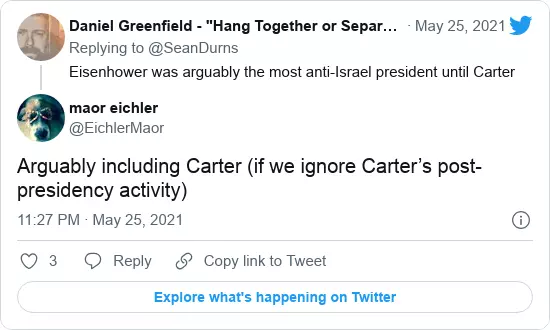 Daniel Greenfield - "Hang Together or Separ… · May 25, 2021
Replying to @SeanDurns
Eisenhower was arguably the most anti-Israel president until Carter
maor eichler
@EichlerMaor
Arguably including Carter (if we ignore Carter’s post-
presidency activity)
11:27 PM · May 25, 2021
3 Reply Copy link to Tweet
Explore what's happening on Twitter